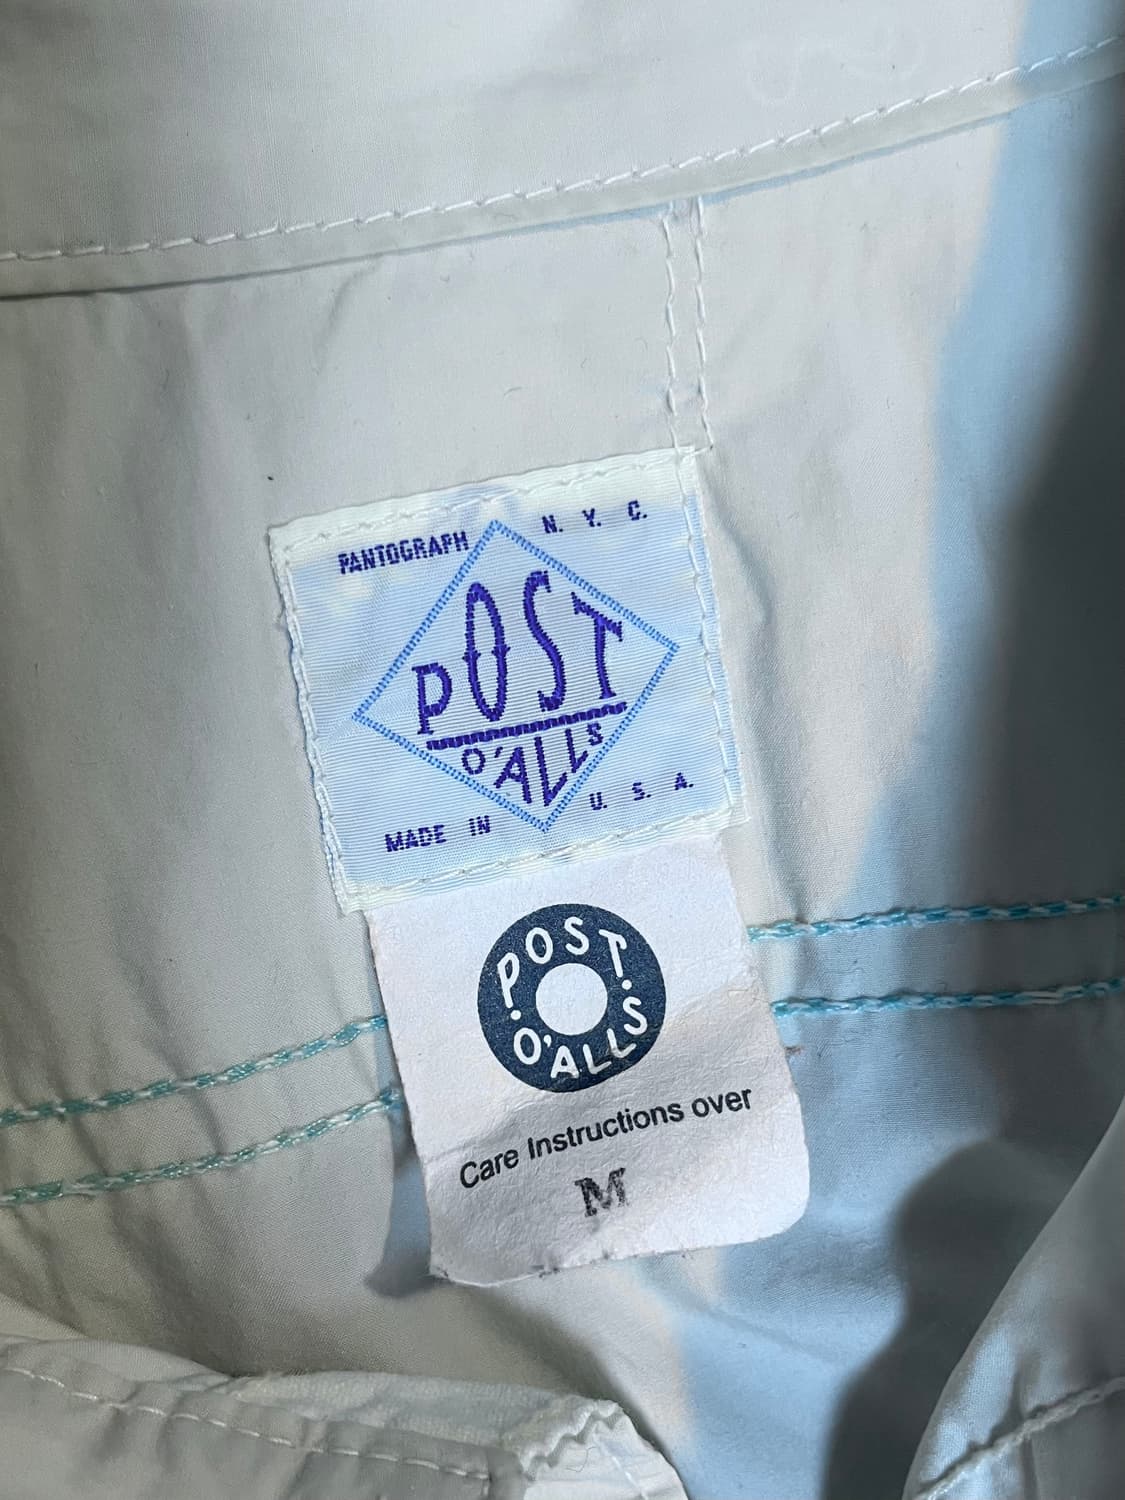 PANTOGRAPH N. Y. C.
POST
O'ALLS
MADE IN U. S. A.
POST.
O'ALLS.
Care Instructions over
M